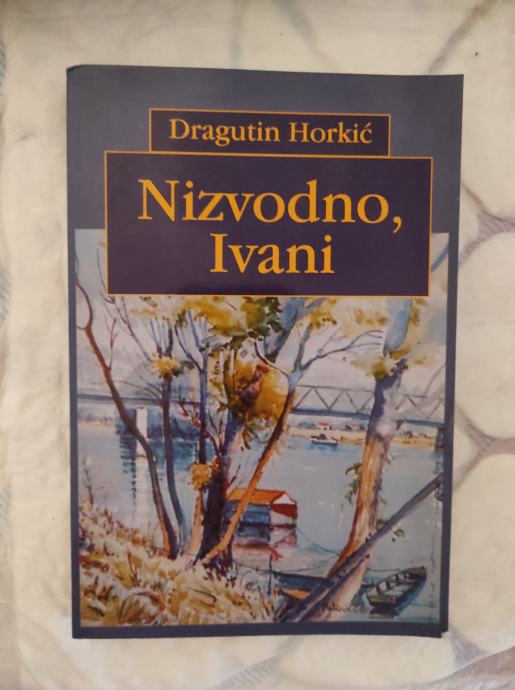 Dragutin Horkić
Nizvodno,
Ivani